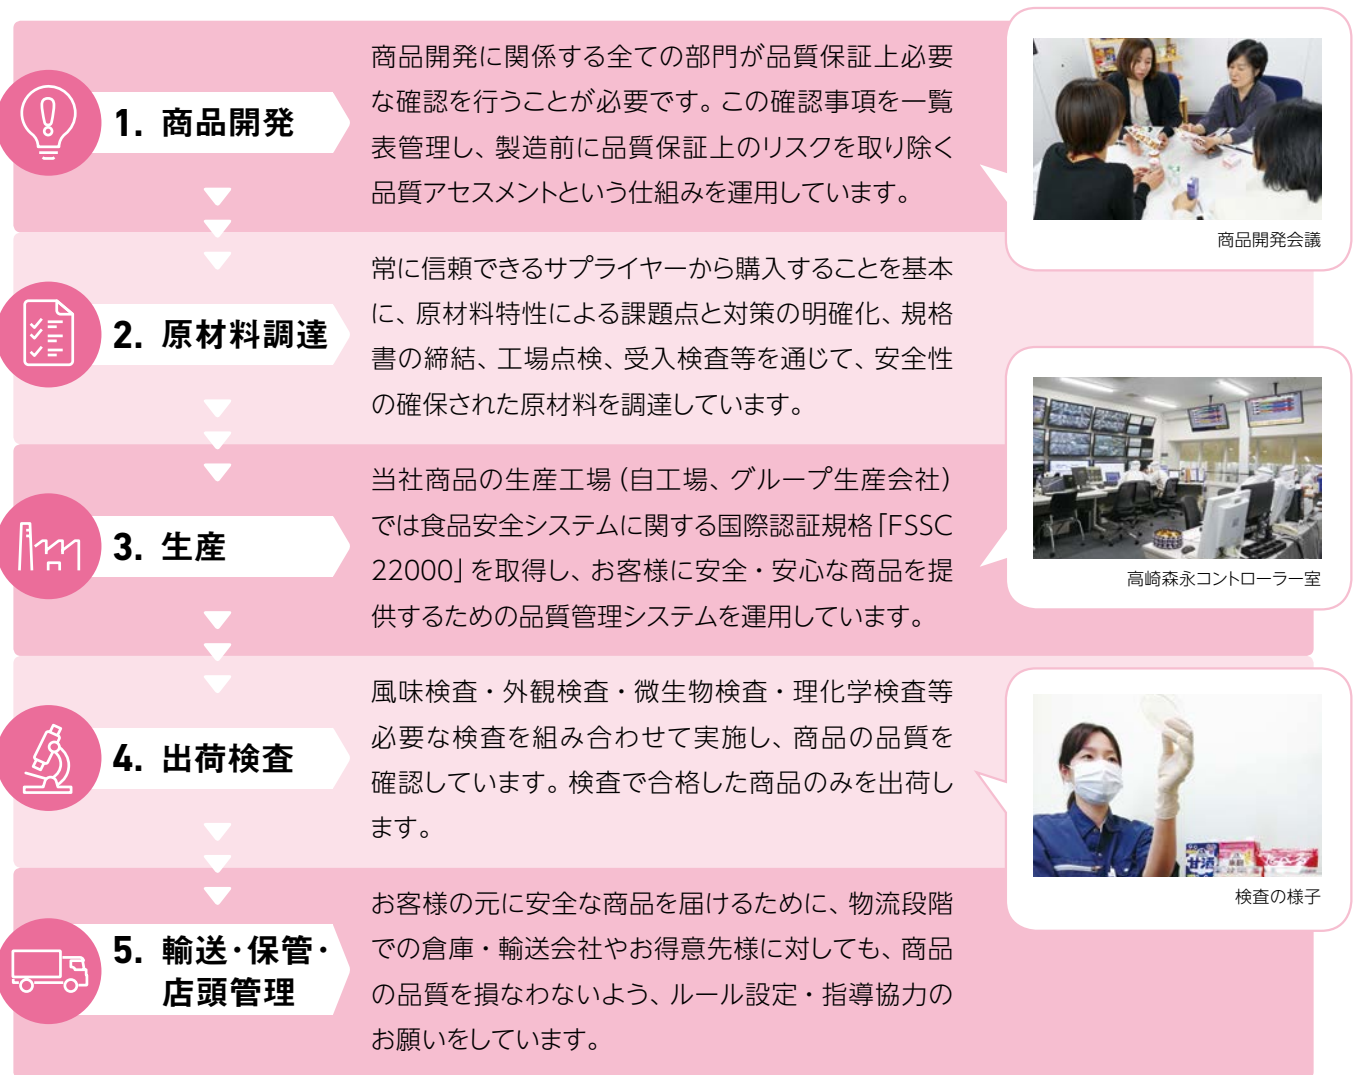 1. 商品開発
商品開発に関係する全ての部門が品質保証上必要
な確認を行うことが必要です。この確認事項を一覧
表管理し、製造前に品質保証上のリスクを取り除く
品質アセスメントという仕組みを運用しています。
商品開発会議
2. 原材料調達
常に信頼できるサプライヤーから購入することを基本
に、原材料特性による課題点と対策の明確化、規格
書の締結、工場点検、受入検査等を通じて、安全性
の確保された原材料を調達しています。
3. 生産
当社商品の生産工場（自工場、グループ生産会社）
では食品安全システムに関する国際認証規格「FSSC
22000」を取得し、お客様に安全・安心な商品を提
供するための品質管理システムを運用しています。
高崎森永コントローラー室
4. 出荷検査
風味検査・外観検査・微生物検査・理化学検査等
必要な検査を組み合わせて実施し、商品の品質を
確認しています。検査で合格した商品のみを出荷し
ます。
甘酒
検査の様子
5. 輸送・保管・
店頭管理
お客様の元に安全な商品を届けるために、物流段階
での倉庫・輸送会社やお得意先様に対しても、商品
の品質を損なわないよう、ルール設定・指導協力の
お願いをしています。